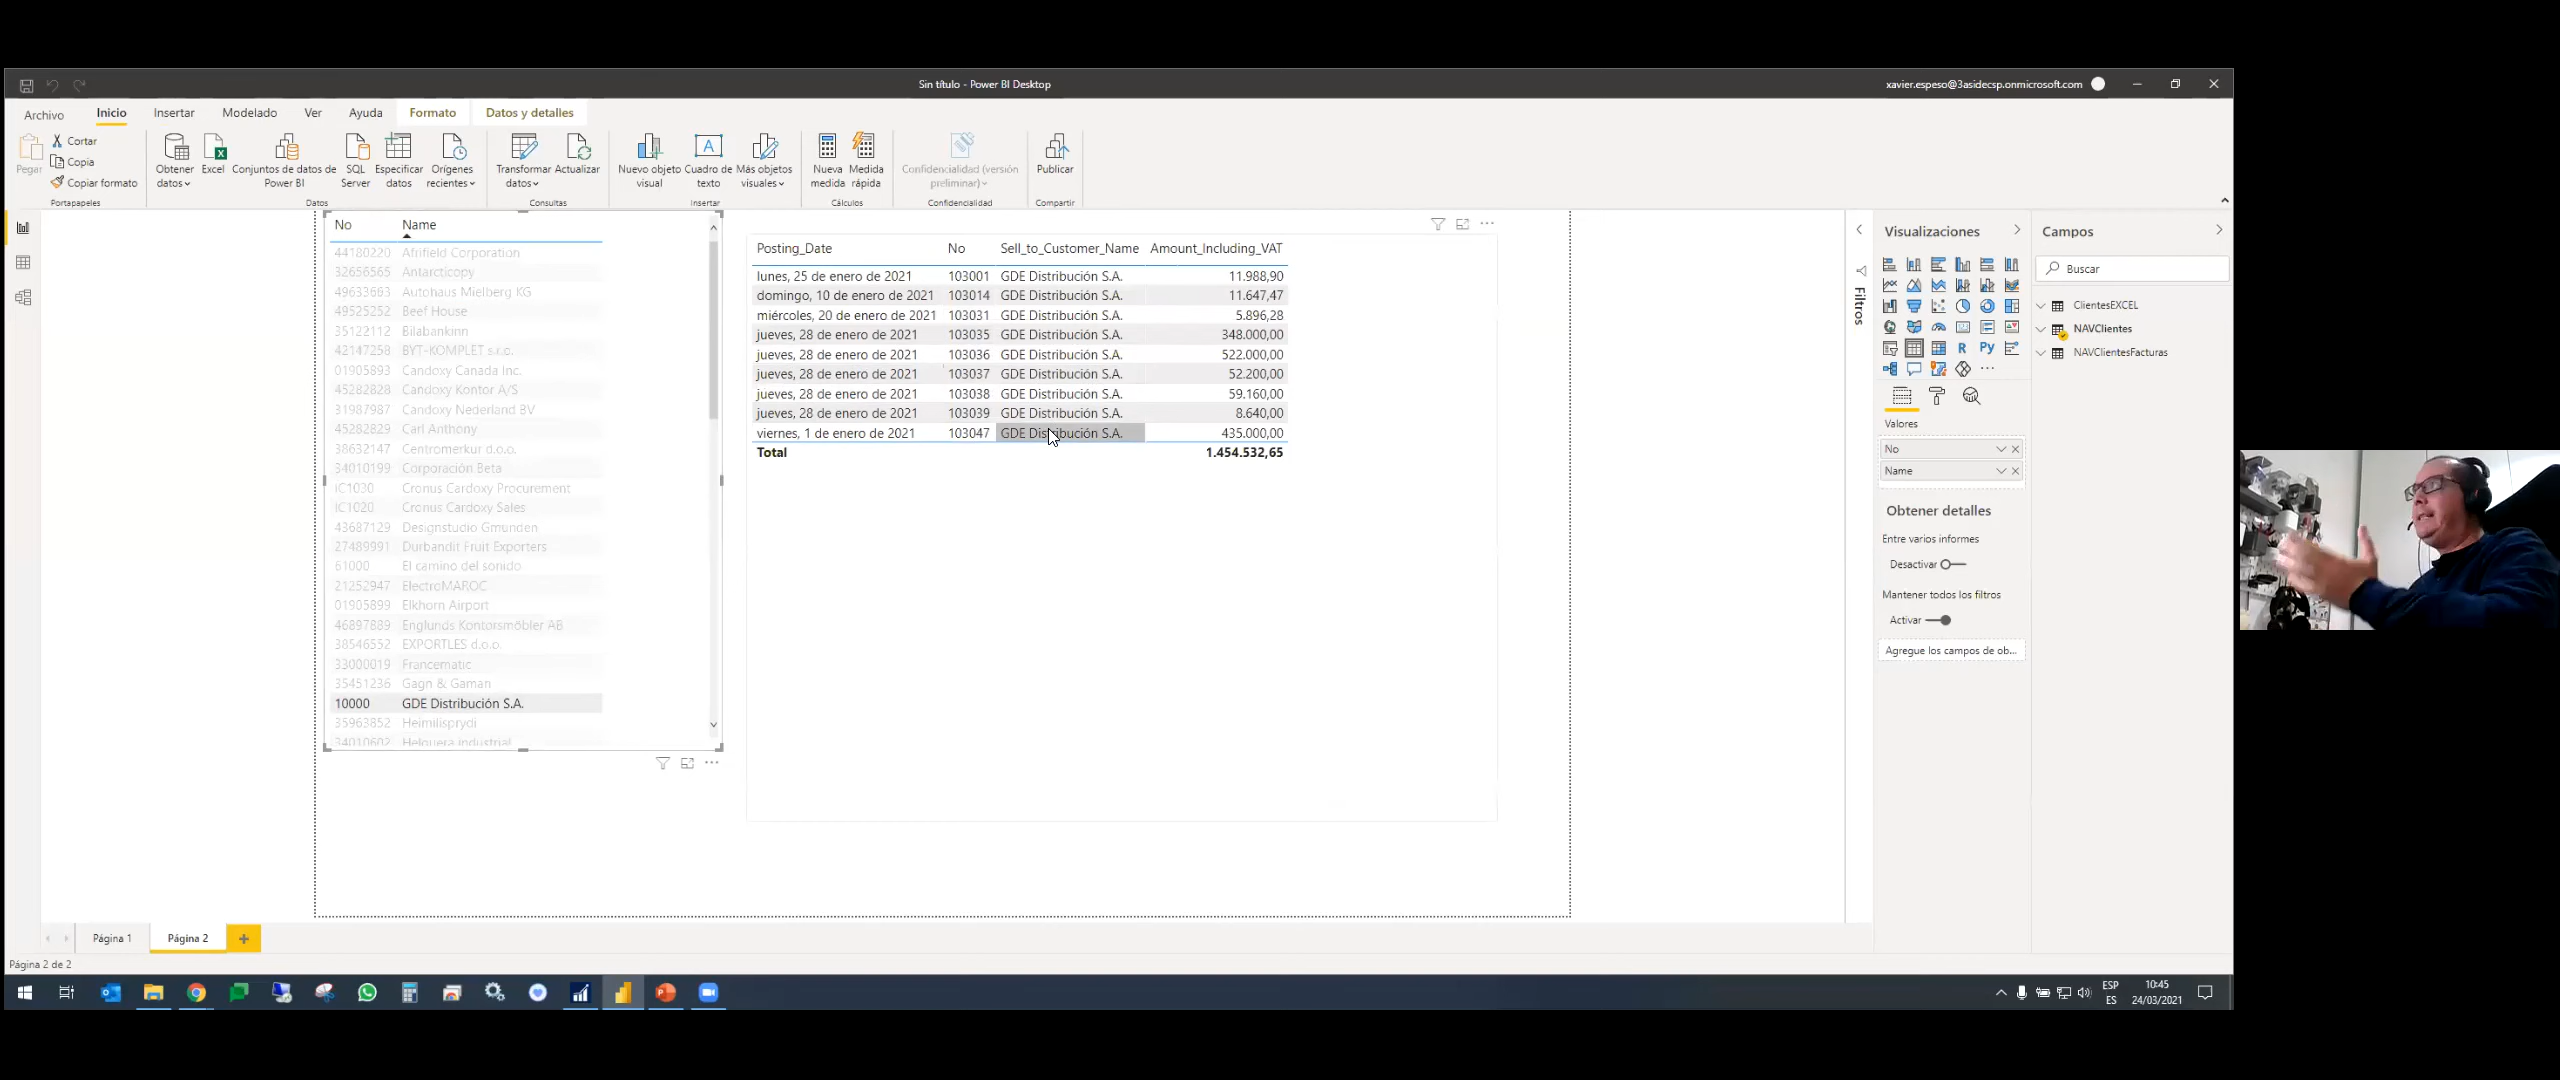 Sin título - Power BI Desktop
xavier.espeso@3asidecsp.onmicrosoft.com
Archivo Inicio Insertar Modelado Ver Ayuda Formato Datos y detalles
Pegar
Cortar
Copia
Copiar formato
Portapapeles
Obtener datos
Excel
Conjuntos de datos de Power BI
SQL Server
Especificar datos
Orígenes recientes
Datos
Transformar datos
Actualizar
Consultas
Nuevo objeto visual
Cuadro de texto
Más objetos visuales
Insertar
Nueva medida
Medida rápida
Cálculos
Confidencialidad (versión preliminar)
Confidencialidad
Publicar
Compartir
No Name
44180220 Afrifield Corporation
32656565 Antarcticopy
49633663 Autohaus Mielberg KG
49525252 Beef House
35122112 Bilabankinn
42147258 BYT-KOMPLET s.r.o.
01905893 Candoxy Canada Inc.
45282828 Candoxy Kontor A/S
31987987 Candoxy Nederland BV
45282829 Carl Anthony
38632147 Centromerkur d.o.o.
34010199 Corporación Beta
IC1030 Cronus Cardoxy Procurement
IC1020 Cronus Cardoxy Sales
43687129 Designstudio Gmunden
27489991 Durbandit Fruit Exporters
61000 El camino del sonido
21252947 ElectroMAROC
01905899 Elkhorn Airport
46897889 Englunds Kontorsmöbler AB
38546552 EXPORTLES d.o.o.
33000019 Francematic
35451236 Gagn & Gaman
10000 GDE Distribución S.A.
35963852 Heimilisprydi
34010602 Helguera industrial
Posting_Date No Sell_to_Customer_Name Amount_Including_VAT
lunes, 25 de enero de 2021 103001 GDE Distribución S.A. 11.988,90
domingo, 10 de enero de 2021 103014 GDE Distribución S.A. 11.647,47
miércoles, 20 de enero de 2021 103031 GDE Distribución S.A. 5.896,28
jueves, 28 de enero de 2021 103035 GDE Distribución S.A. 348.000,00
jueves, 28 de enero de 2021 103036 GDE Distribución S.A. 522.000,00
jueves, 28 de enero de 2021 103037 GDE Distribución S.A. 52.200,00
jueves, 28 de enero de 2021 103038 GDE Distribución S.A. 59.160,00
jueves, 28 de enero de 2021 103039 GDE Distribución S.A. 8.640,00
viernes, 1 de enero de 2021 103047 GDE Distribución S.A. 435.000,00
Total 1.454.532,65
Filtros
Visualizaciones
R Py
Valores
No
Name
Obtener detalles
Entre varios informes
Desactivar
Mantener todos los filtros
Activar
Agregue los campos de ob...
Campos
Buscar
ClientesEXCEL
NAVClientes
NAVClientesFacturas
Página 1 Página 2
Página 2 de 2
ESP
ES
10:45
24/03/2021